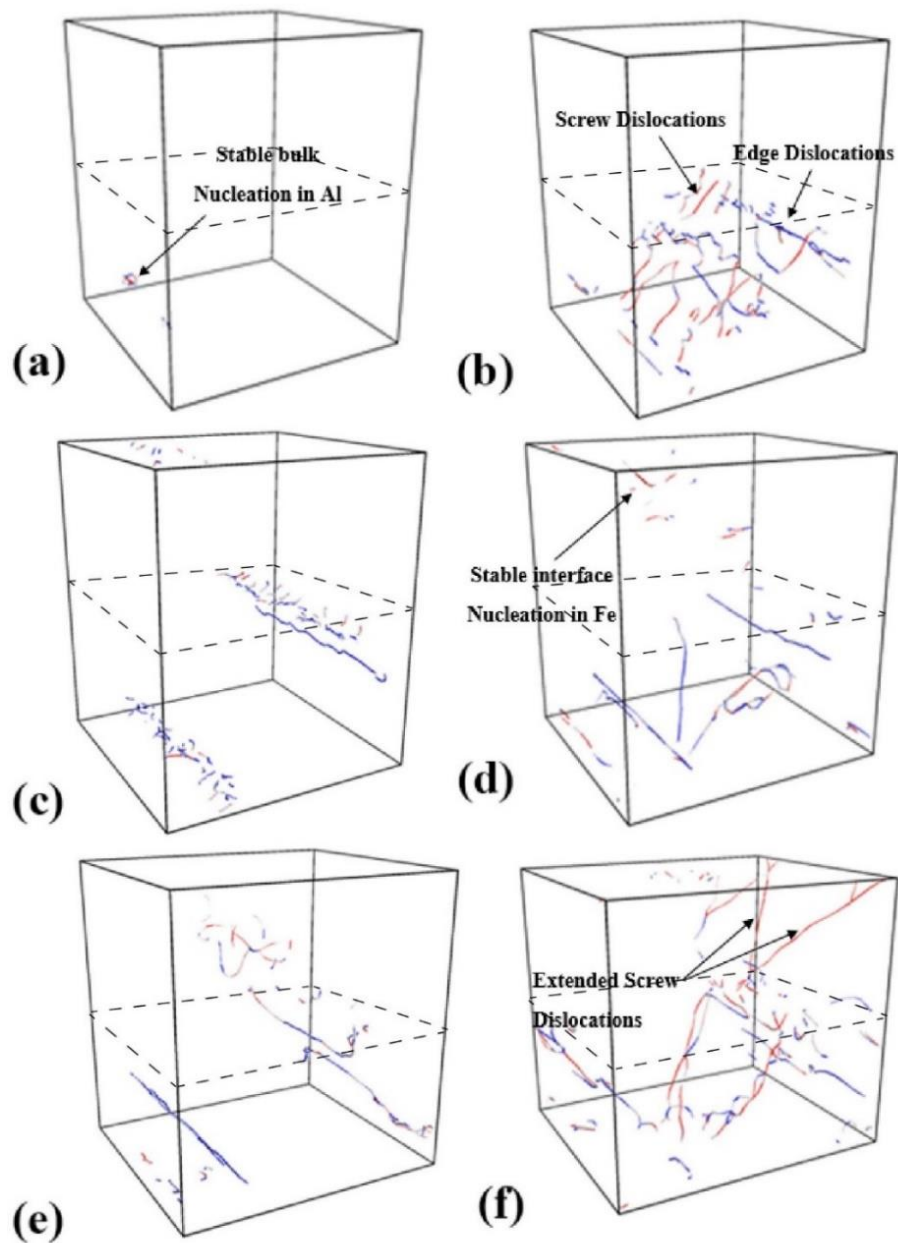 Stable bulk
Nucleation in Al
(a)
Screw Dislocations
Edge Dislocations
(b)
(c)
Stable interface
Nucleation in Fe
(d)
(e)
Extended Screw
Dislocations
(f)